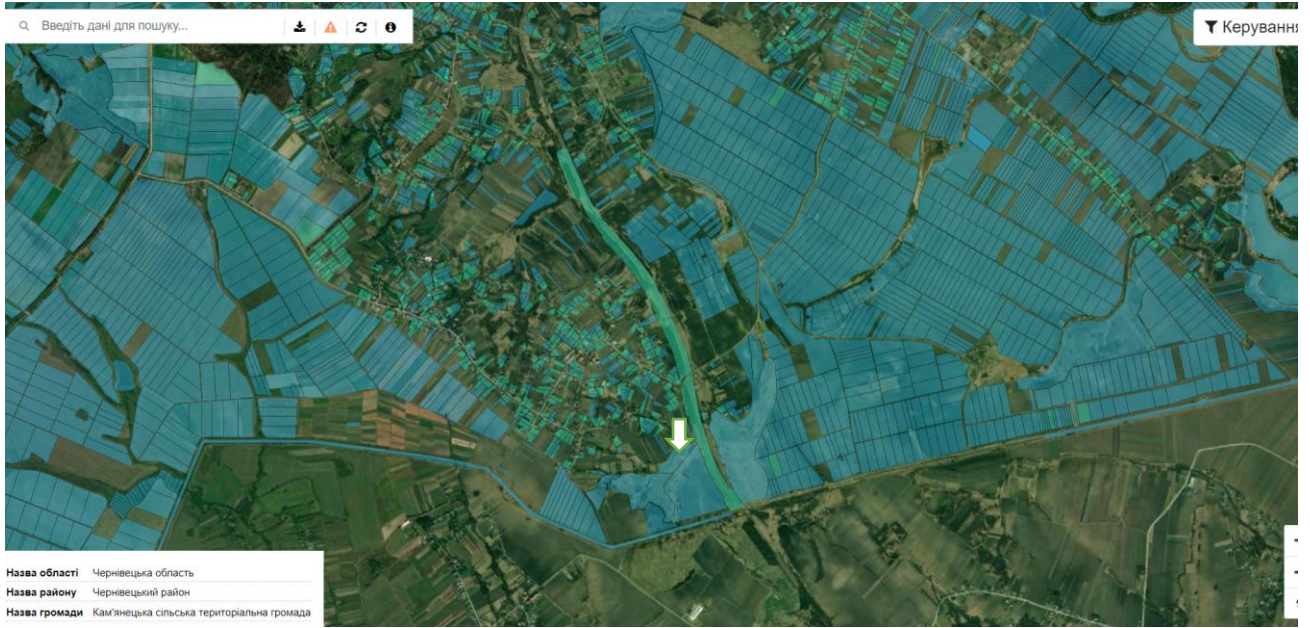 Введіть дані для пошуку...
Керування
Назва області Чернівецька область
Назва району Чернівецький район
Назва громади Кам'янецька сільська територіальна громада